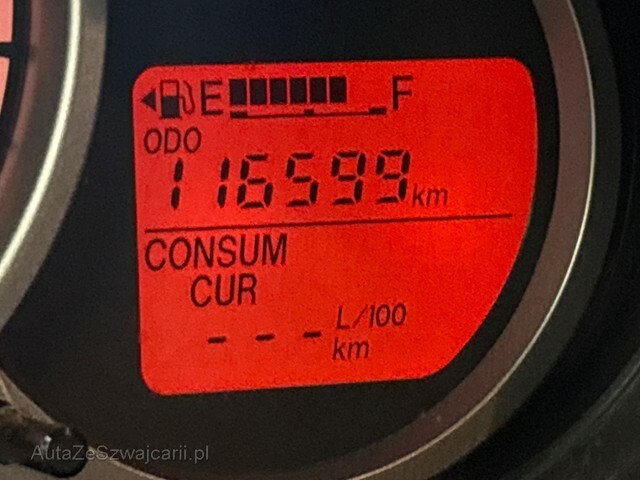 E F
ODO
116599 km
CONSUM
CUR
--- L/100
km
AutaZeSzwajcarii.pl